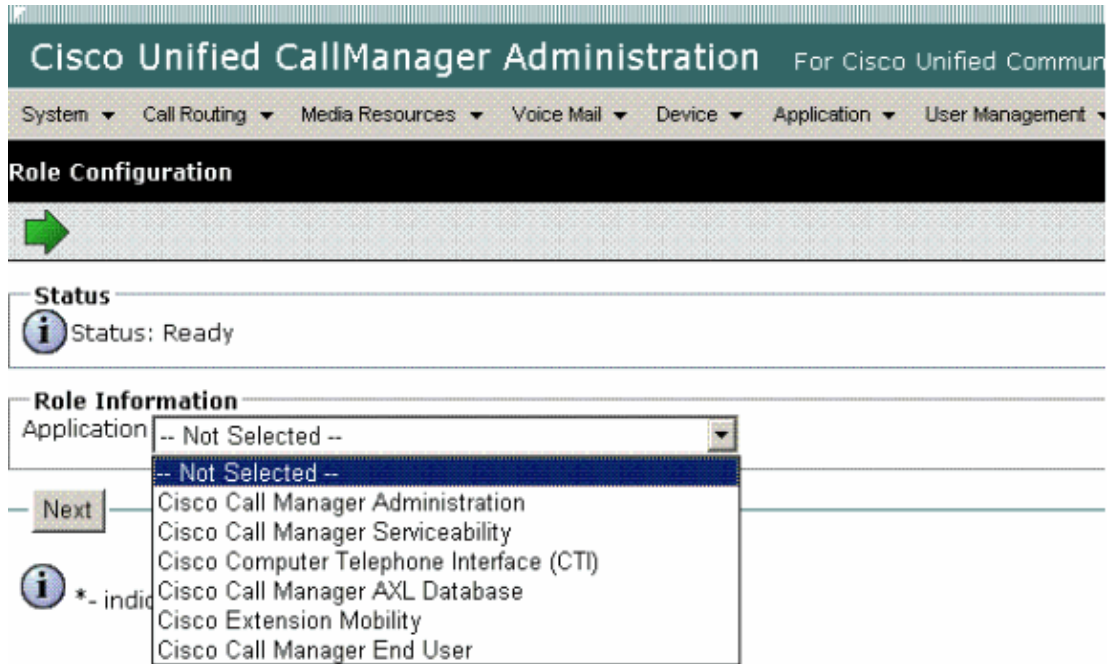 Cisco Unified CallManager Administration For Cisco Unified
System Call Routing Media Resources Voice Mail Device Application User Management
Role Configuration
Status
Status: Ready
Role Information
Application -- Not Selected --
-- Not Selected --
Cisco Call Manager Administration
Next
Cisco Call Manager Serviceability
Cisco Computer Telephone Interface (CTI)
*- Cisco Call Manager AXL Database
Cisco Extension Mobility
Cisco Call Manager End User